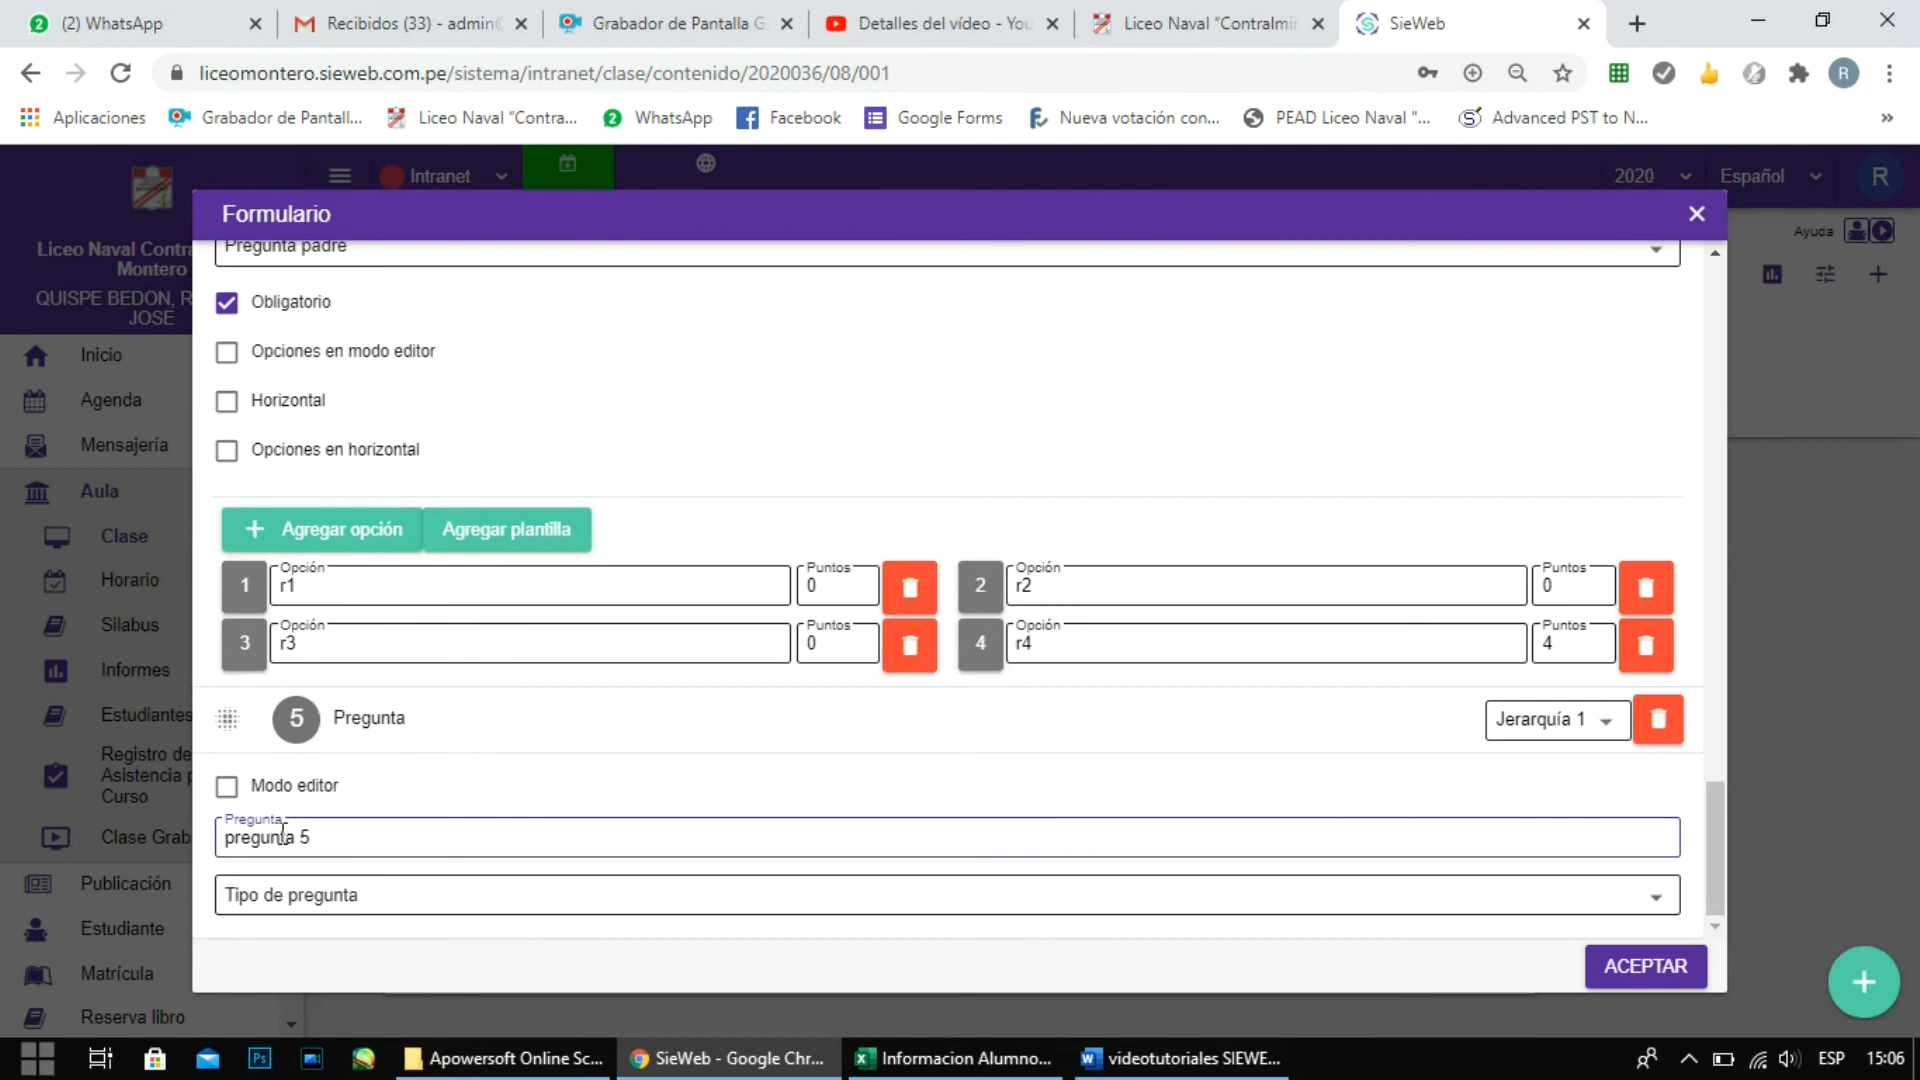 (2) WhatsApp
Recibidos (33) - admin@
Grabador de Pantalla G
Detalles del vídeo - You
Liceo Naval "Contralmir
SieWeb
liceomontero.sieweb.com.pe/sistema/intranet/clase/contenido/2020036/08/001
R
Aplicaciones
Grabador de Pantall...
Liceo Naval "Contra...
2 WhatsApp
Facebook
Google Forms
Nueva votación con...
PEAD Liceo Naval "...
Advanced PST to N...
»
Intranet
2020
Español
R
Liceo Naval Contra
Montero
QUISPE BEDON, R
JOSE
Inicio
Agenda
Mensajería
Aula
Clase
Horario
Silabus
Informes
Estudiantes
Registro de
Asistencia p
Curso
Clase Grab
Publicación
Estudiante
Matrícula
Reserva libro
Ayuda
Formulario
Pregunta padre
Obligatorio
Opciones en modo editor
Horizontal
Opciones en horizontal
+ Agregar opción
Agregar plantilla
1 Opción r1 Puntos 0
2 Opción r2 Puntos 0
3 Opción r3 Puntos 0
4 Opción r4 Puntos 4
5 Pregunta
Jerarquía 1
Modo editor
Pregunta
pregunta 5
Tipo de pregunta
ACEPTAR
Ps
Apowersoft Online Sc...
SieWeb - Google Chr...
Informacion Alumno...
videotutoriales SIEWE...
ESP
15:06